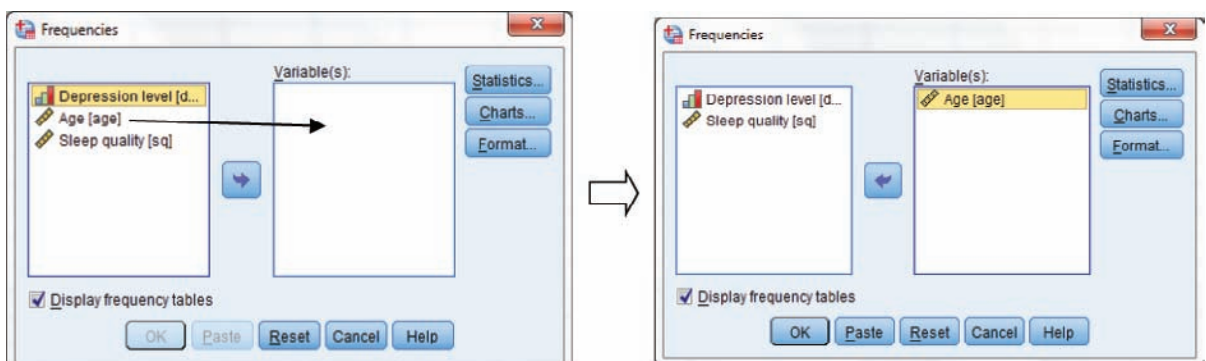 Frequencies
Variable(s):
Depression level [d...
Age [age]
Sleep quality [sq]
Statistics...
Charts...
Format...
Display frequency tables
OK Paste Reset Cancel Help
Frequencies
Variable(s):
Depression level [d...
Sleep quality [sq]
Age [age]
Statistics...
Charts...
Format...
Display frequency tables
OK Paste Reset Cancel Help